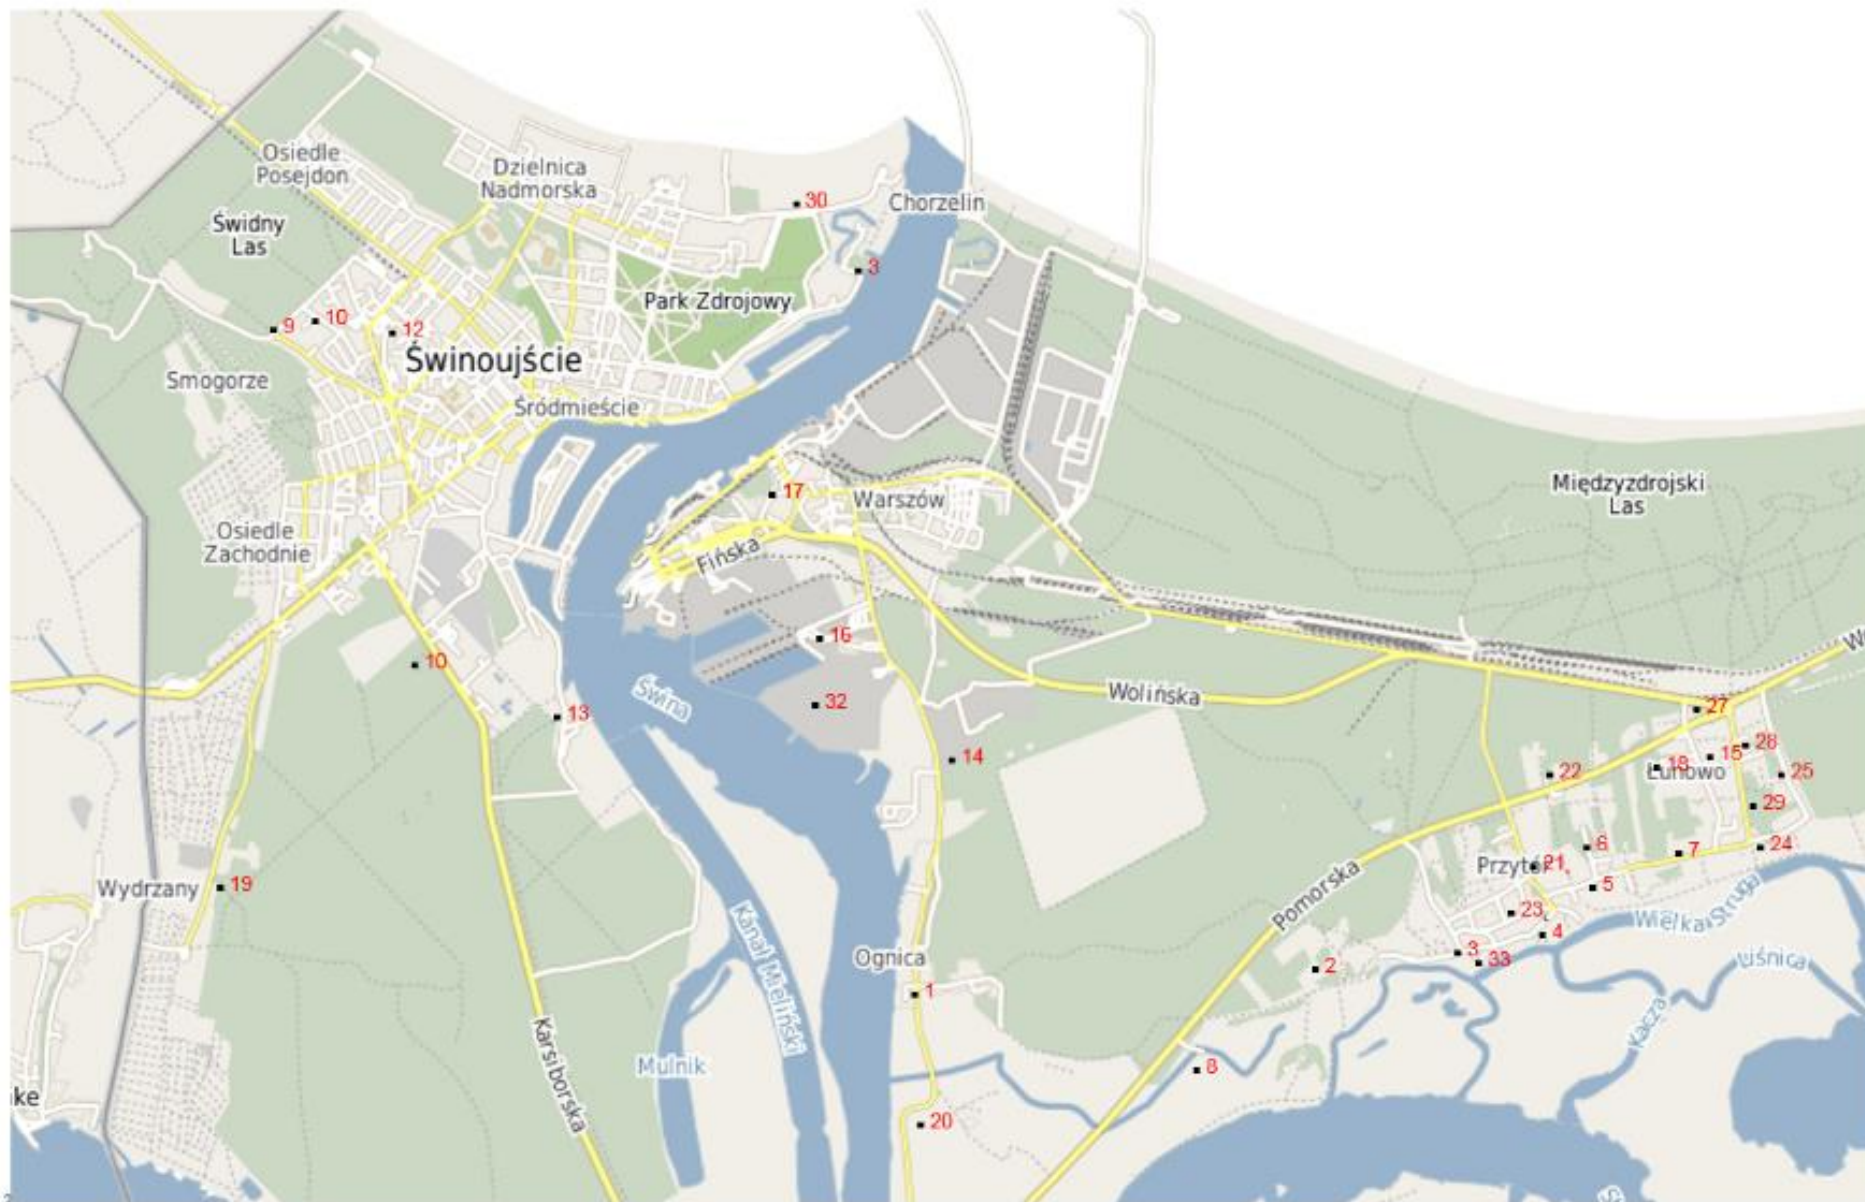 Osiedle
Posejdon
Dzielnica
Nadmorska
Świdny
Las
30
Chorzelin
3
Park Zdrojowy
9
10
12
Świnoujście
Smogorze
Śródmieście
17
Warszów
Międzyzdrojski
Las
Osiedle
Zachodnie
Fińska
16
10
Świna
32
13
Wolińska
27
14
22
18
15
28
Łunowo
25
29
Wydrzany
19
Przytór
21
6
7
24
5
Pomorska
23
4
Wielka Struga
Kanał Mieliński
Ognica
2
3
33
Liśnica
1
Kacza
Karsiborska
Mulnik
8
ke
20